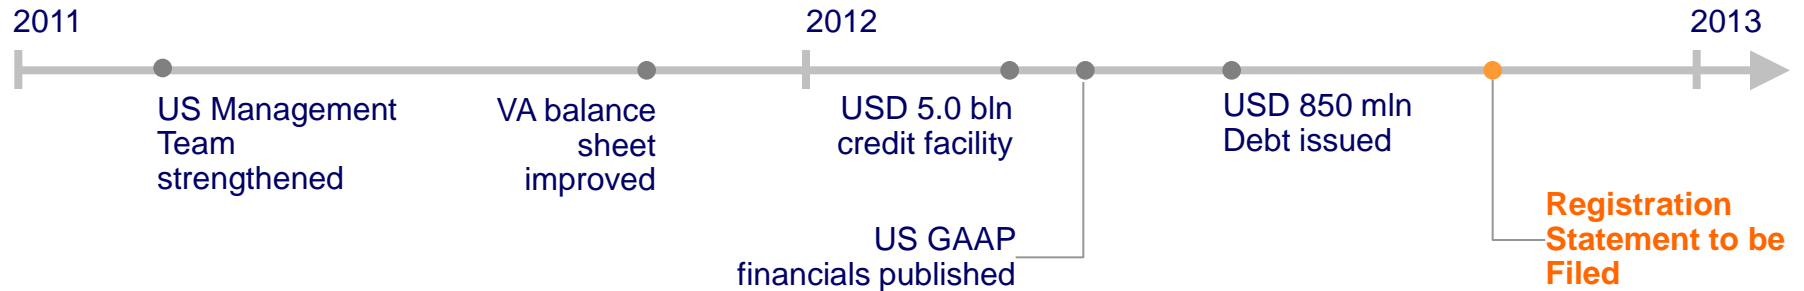 2011
2012
2013
US Management
Team
strengthened
VA balance
sheet
improved
USD 5.0 bln
credit facility
US GAAP
financials published
USD 850 mln
Debt issued
Registration
Statement to be
Filed